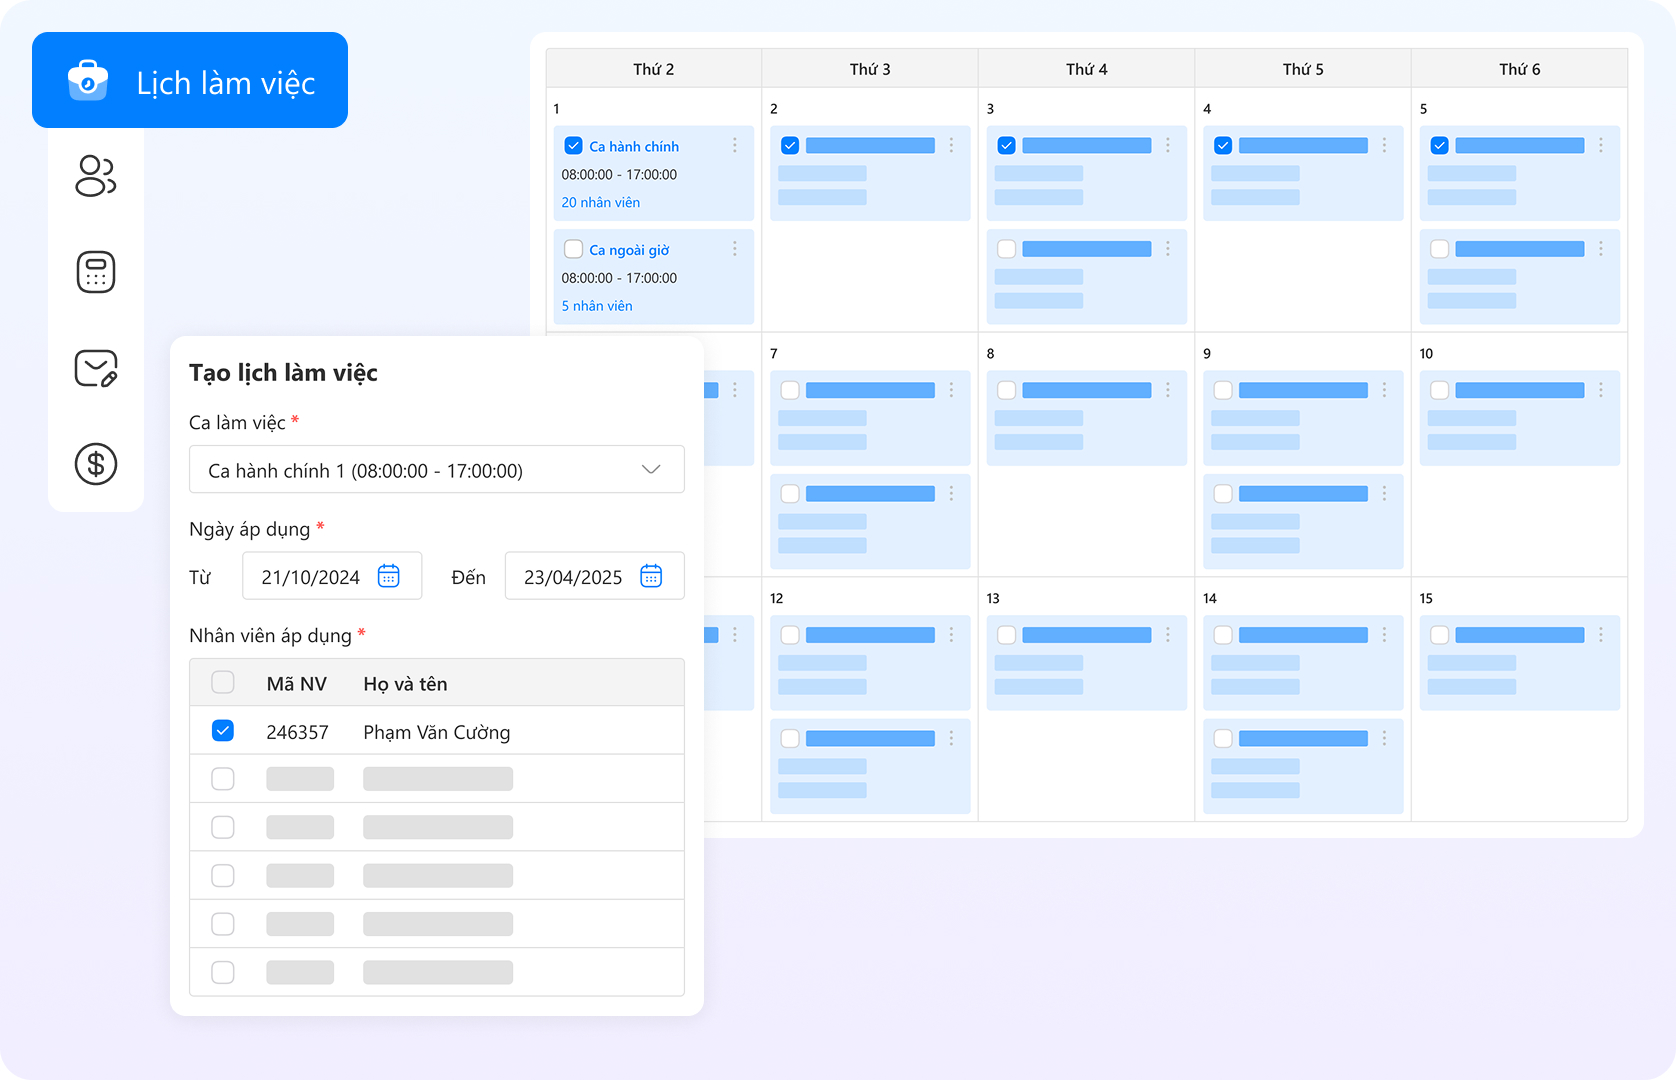 Lịch làm việc
Thứ 2 Thứ 3 Thứ 4 Thứ 5 Thứ 6
1 2 3 4 5
Ca hành chính
08:00:00 - 17:00:00
20 nhân viên
Ca ngoài giờ
08:00:00 - 17:00:00
5 nhân viên
7 8 9 10
12 13 14 15
Tạo lịch làm việc
Ca làm việc *
Ca hành chính 1 (08:00:00 - 17:00:00)
Ngày áp dụng *
Từ 21/10/2024 Đến 23/04/2025
Nhân viên áp dụng *
Mã NV Họ và tên
246357 Phạm Văn Cường